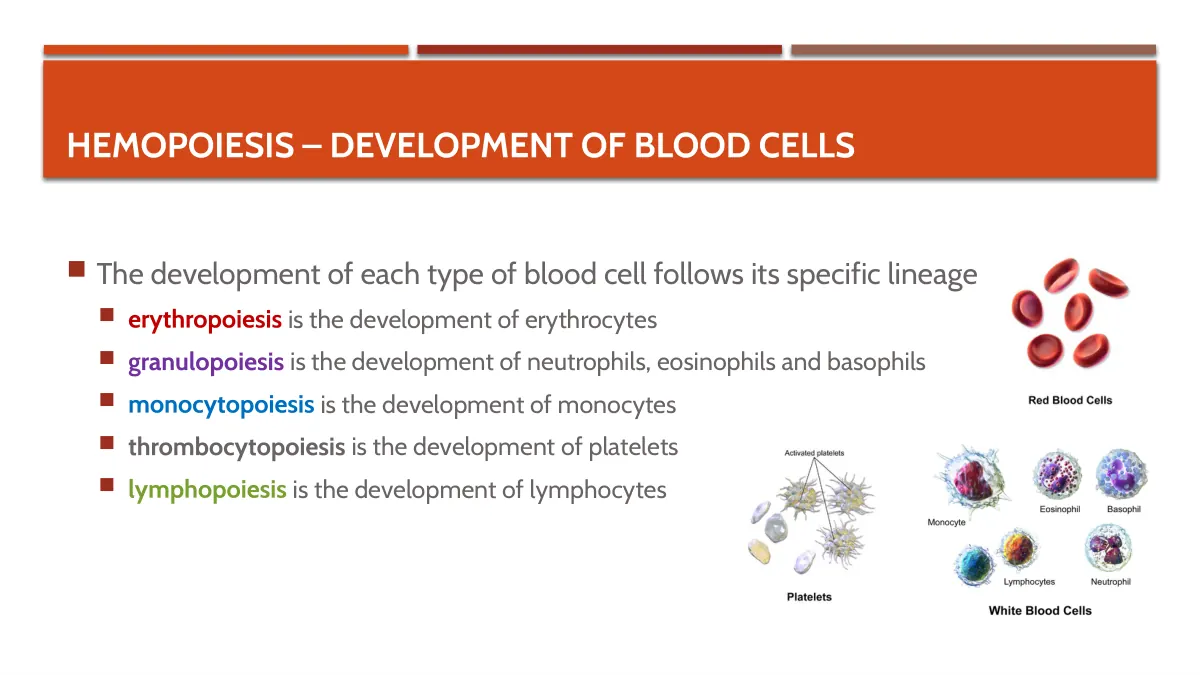 HEMOPOIESIS – DEVELOPMENT OF BLOOD CELLS
The development of each type of blood cell follows its specific lineage
erythropoiesis is the development of erythrocytes
granulopoiesis is the development of neutrophils, eosinophils and basophils
monocytopoiesis is the development of monocytes
thrombocytopoiesis is the development of platelets
lymphopoiesis is the development of lymphocytes
Red Blood Cells
Activated platelets
Platelets
Monocyte
Eosinophil
Basophil
Lymphocytes
Neutrophil
White Blood Cells